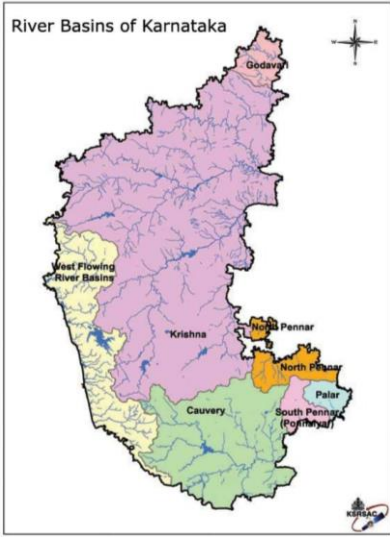 River Basins of Karnataka
N
W
E
S
Godavari
West Flowing
River Basins
North Pennar
Krishna
North Pennar
Palar
Cauvery
South Pennar
(Ponnaiyar)
KSRSAC